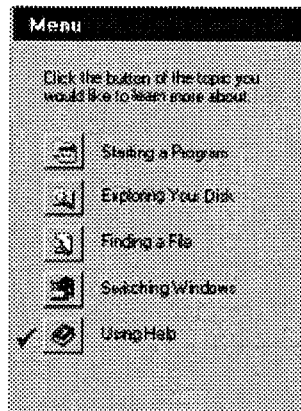 Menu
Click the button of the topic you
would like to learn more about.
Starting a Program
Exploring Your Disk
Finding a File
Switching Windows
Using Help